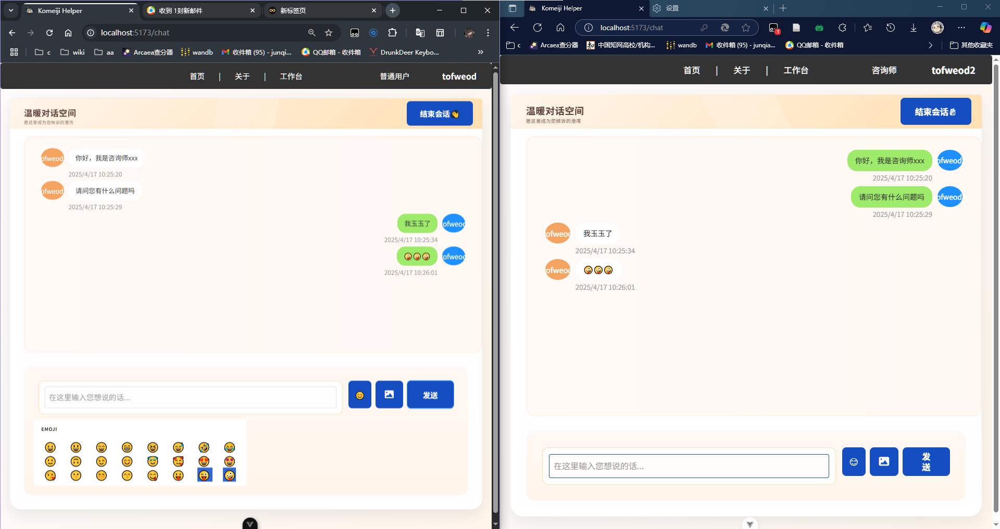 Komeiji Helper
收到 1封新邮件
新标签页
localhost:5173/chat
c
wiki
aa
Arcaea查分器
wandb
收件箱 (95) - junqi...
QQ邮箱 - 收件箱
DrunkDeer Keybo...
首页
|
关于
|
工作台
普通用户
tofweod
温暖对话空间
愿这里成为您倾诉的港湾
结束会话👏
ofweod
你好，我是咨询师xxx
2025/4/17 10:25:20
ofweod
请问您有什么问题吗
2025/4/17 10:25:29
我玉玉了
ofweod
2025/4/17 10:25:34
🤪🤪🤪
ofweod
2025/4/17 10:26:01
在这里输入您想说的话...
发送
EMOJI
Komeiji Helper
设置
localhost:5173/chat
1
c
Arcaea查分器
中国知网高校/机构...
wandb
收件箱 (95) - junqia...
QQ邮箱 - 收件箱
其他收藏夹
首页
|
关于
|
工作台
咨询师
tofweod2
温暖对话空间
愿这里成为您倾诉的港湾
结束会话
你好，我是咨询师xxx
ofweod
2025/4/17 10:25:20
请问您有什么问题吗
ofweod
2025/4/17 10:25:29
ofweod
我玉玉了
2025/4/17 10:25:34
ofweod
🤪🤪🤪
2025/4/17 10:26:01
在这里输入您想说的话...
发
送